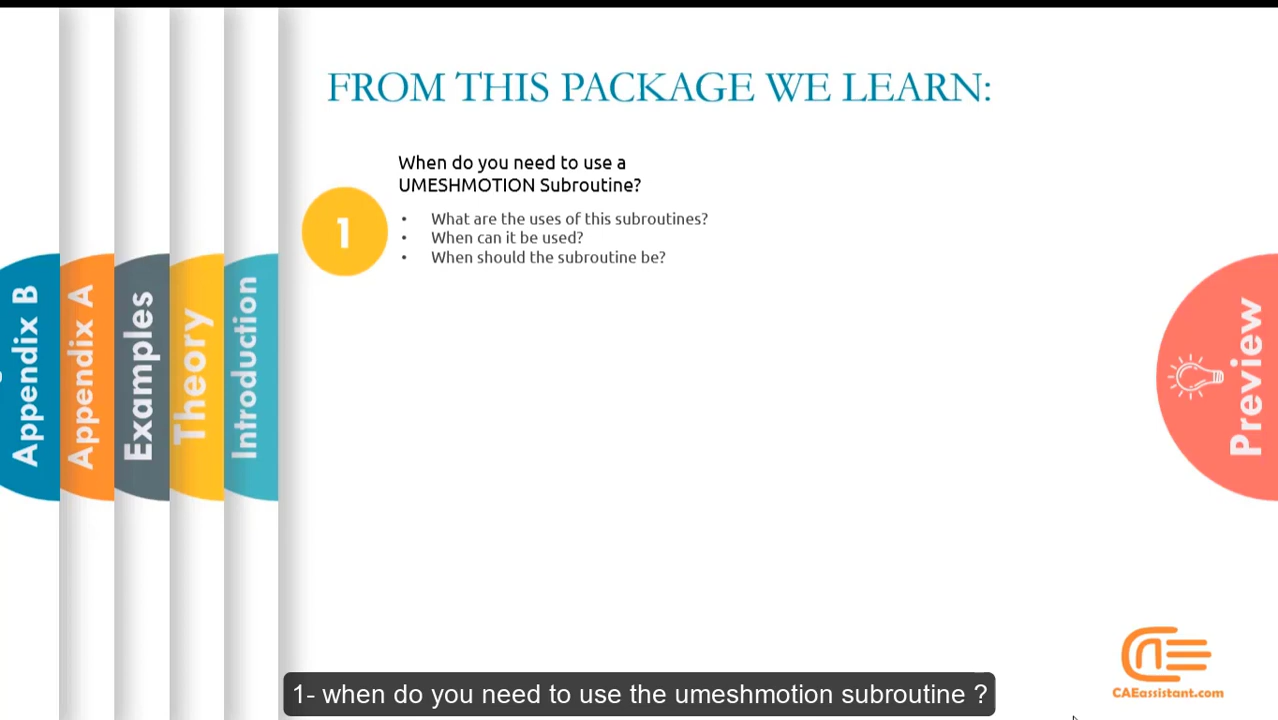 FROM THIS PACKAGE WE LEARN:
When do you need to use a
UMESHMOTION Subroutine?
1
• What are the uses of this subroutines?
• When can it be used?
• When should the subroutine be?
Appendix B
Appendix A
Examples
Theory
Introduction
Preview
CAEassistant.com
1- when do you need to use the umeshmotion subroutine ?